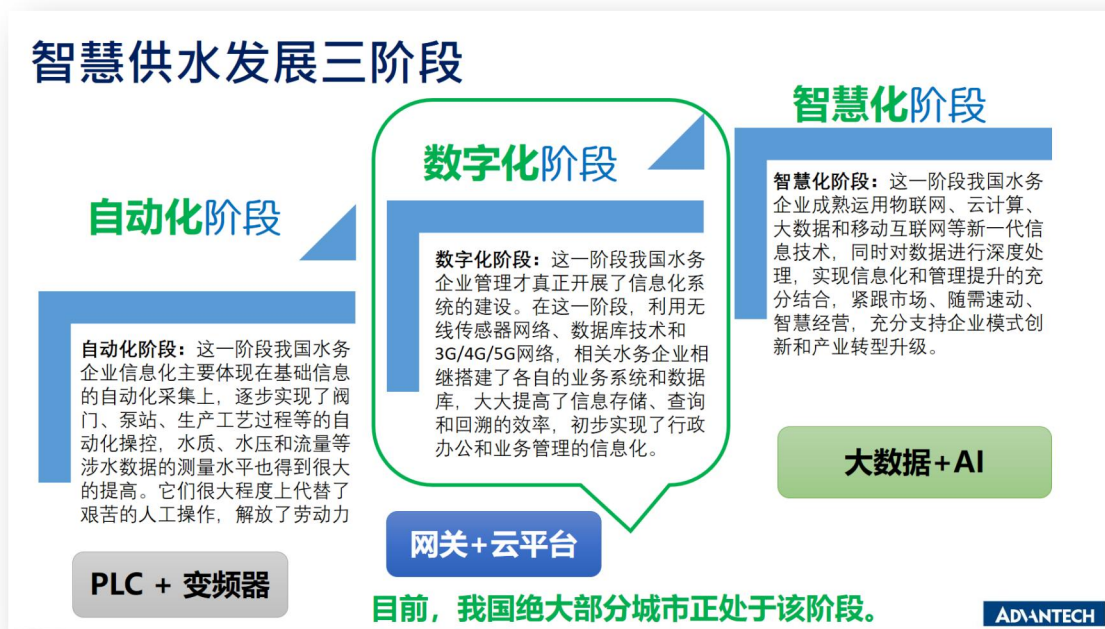 智慧供水发展三阶段
自动化阶段
自动化阶段：这一阶段我国水务
企业信息化主要体现在基础信息
的自动化采集上，逐步实现了阀
门、泵站、生产工艺过程等的自
动化操控，水质、水压和流量等
涉水数据的测量水平也得到很大
的提高。它们很大程度上代替了
艰苦的人工操作，解放了劳动力
PLC + 变频器
数字化阶段
数字化阶段：这一阶段我国水务
企业管理才真正开展了信息化系
统的建设。在这一阶段，利用无
线传感器网络、数据库技术和
3G/4G/5G网络，相关水务企业相
继搭建了各自的业务系统和数据
库，大大提高了信息存储、查询
和回溯的效率，初步实现了行政
办公和业务管理的信息化。
网关+云平台
目前，我国绝大部分城市正处于该阶段。
智慧化阶段
智慧化阶段：这一阶段我国水务
企业成熟运用物联网、云计算、
大数据和移动互联网等新一代信
息技术，同时对数据进行深度处
理，实现信息化和管理提升的充
分结合，紧跟市场、随需速动、
智慧经营，充分支持企业模式创
新和产业转型升级。
大数据+AI
ADVANTECH